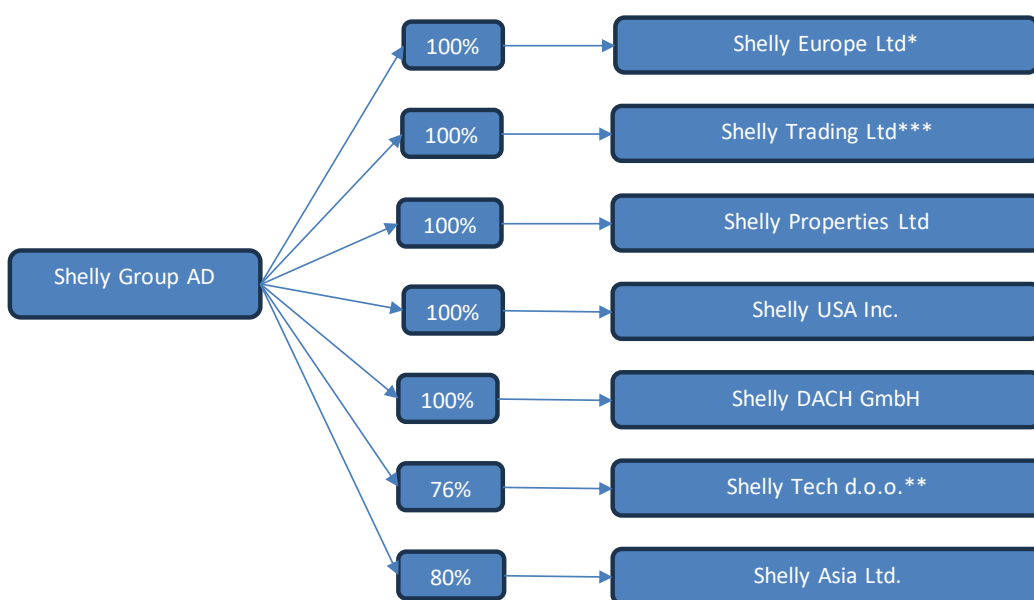 100%
Shelly Europe Ltd*
100%
Shelly Trading Ltd***
100%
Shelly Properties Ltd
Shelly Group AD
100%
Shelly USA Inc.
100%
Shelly DACH GmbH
76%
Shelly Tech d.o.o.**
80%
Shelly Asia Ltd.